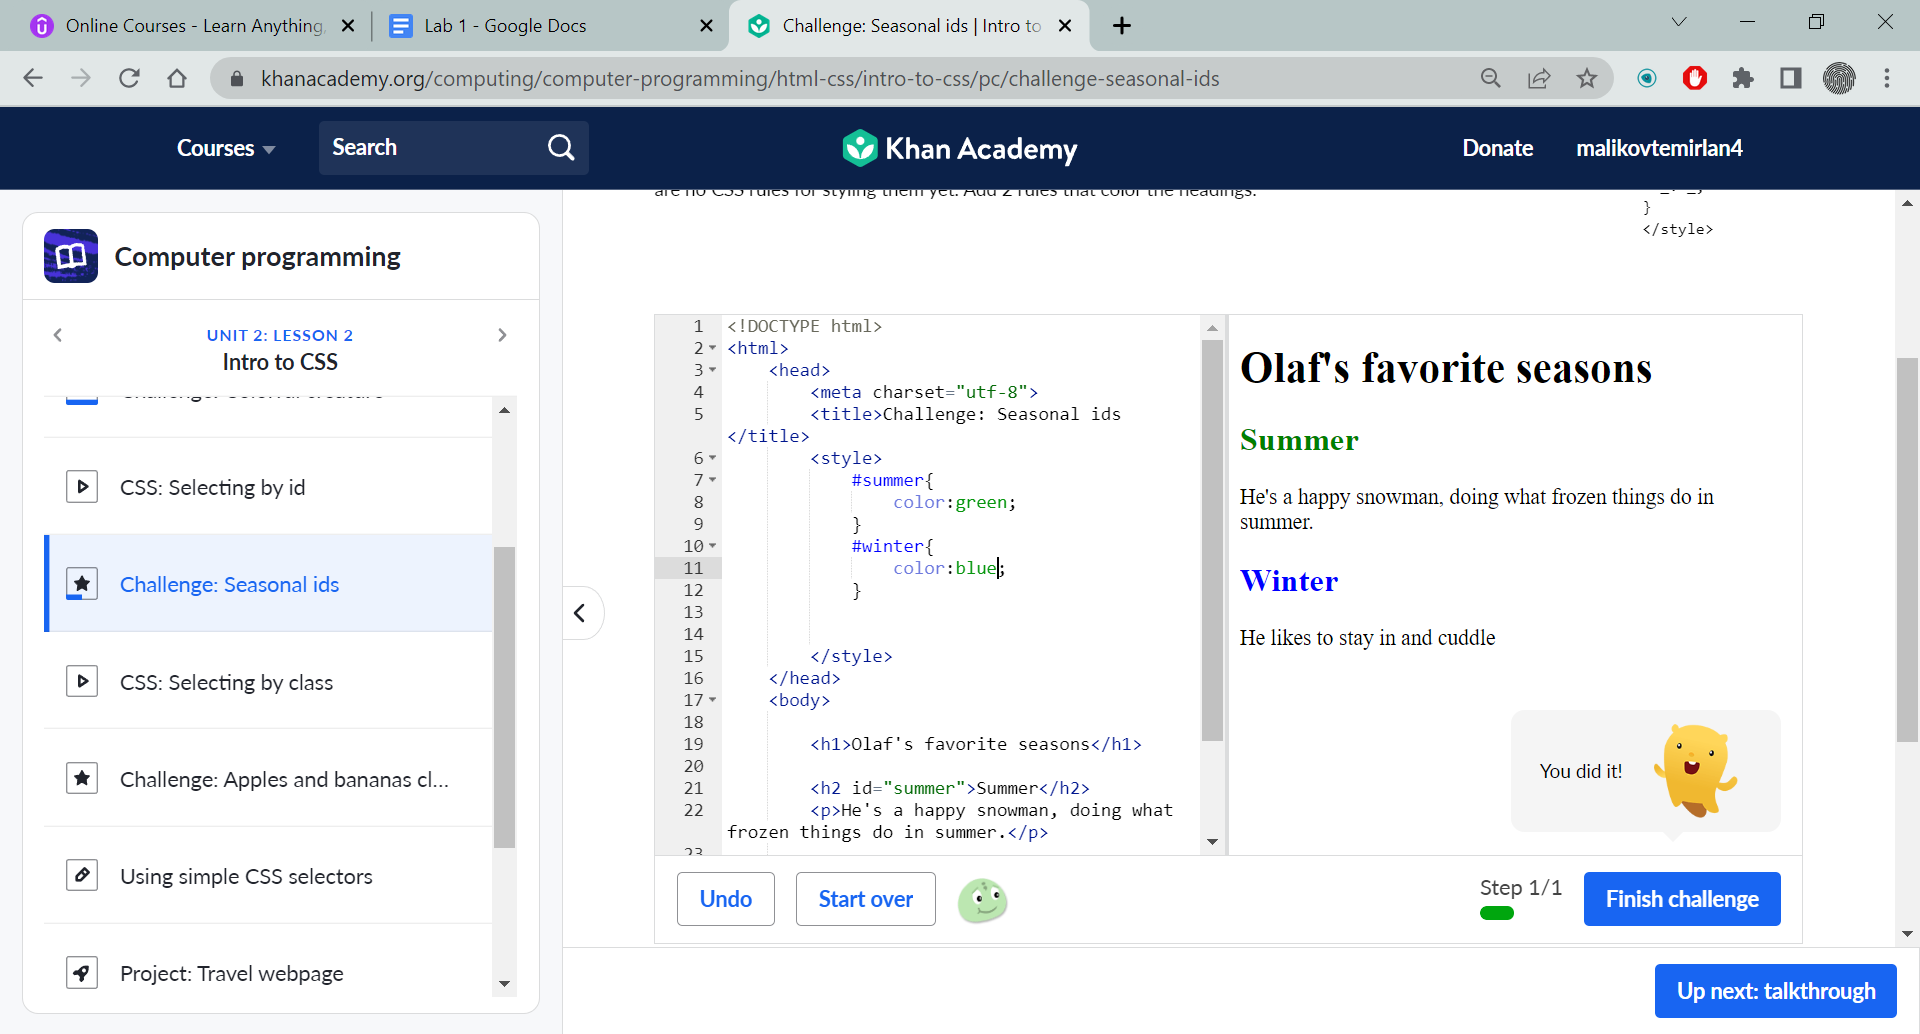 Online Courses - Learn Anything,
Lab 1 - Google Docs
Challenge: Seasonal ids | Intro to
khanacademy.org/computing/computer-programming/html-css/intro-to-css/pc/challenge-seasonal-ids
Courses
Search
Khan Academy
Donate
malikovtemirlan4
are no CSS rules for styling them yet. Add 2 rules that color the headings.
}
</style>
Computer programming
UNIT 2: LESSON 2
Intro to CSS
Challenge: Colorful creature
CSS: Selecting by id
Challenge: Seasonal ids
CSS: Selecting by class
Challenge: Apples and bananas cl...
Using simple CSS selectors
Project: Travel webpage
1 <!DOCTYPE html>
2 <html>
3 <head>
4 <meta charset="utf-8">
5 <title>Challenge: Seasonal ids
</title>
6 <style>
7 #summer{
8 color:green;
9 }
10 #winter{
11 color:blue;
12 }
13
14
15 </style>
16 </head>
17 <body>
18
19 <h1>Olaf's favorite seasons</h1>
20
21 <h2 id="summer">Summer</h2>
22 <p>He's a happy snowman, doing what
frozen things do in summer.</p>
23
Olaf's favorite seasons
Summer
He's a happy snowman, doing what frozen things do in
summer.
Winter
He likes to stay in and cuddle
You did it!
Undo
Start over
Step 1/1
Finish challenge
Up next: talkthrough